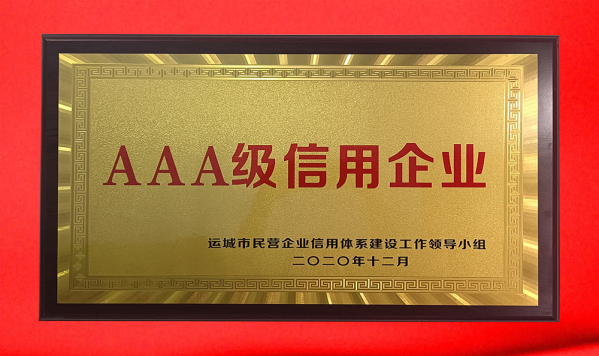 AAA级信用企业
运城市民营企业信用体系建设工作领导小组
二〇二〇年十二月